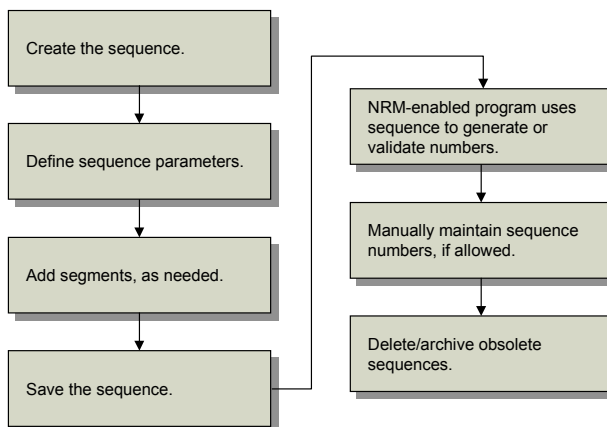 Create the sequence.
Define sequence parameters.
Add segments, as needed.
Save the sequence.
NRM-enabled program uses
sequence to generate or
validate numbers.
Manually maintain sequence
numbers, if allowed.
Delete/archive obsolete
sequences.